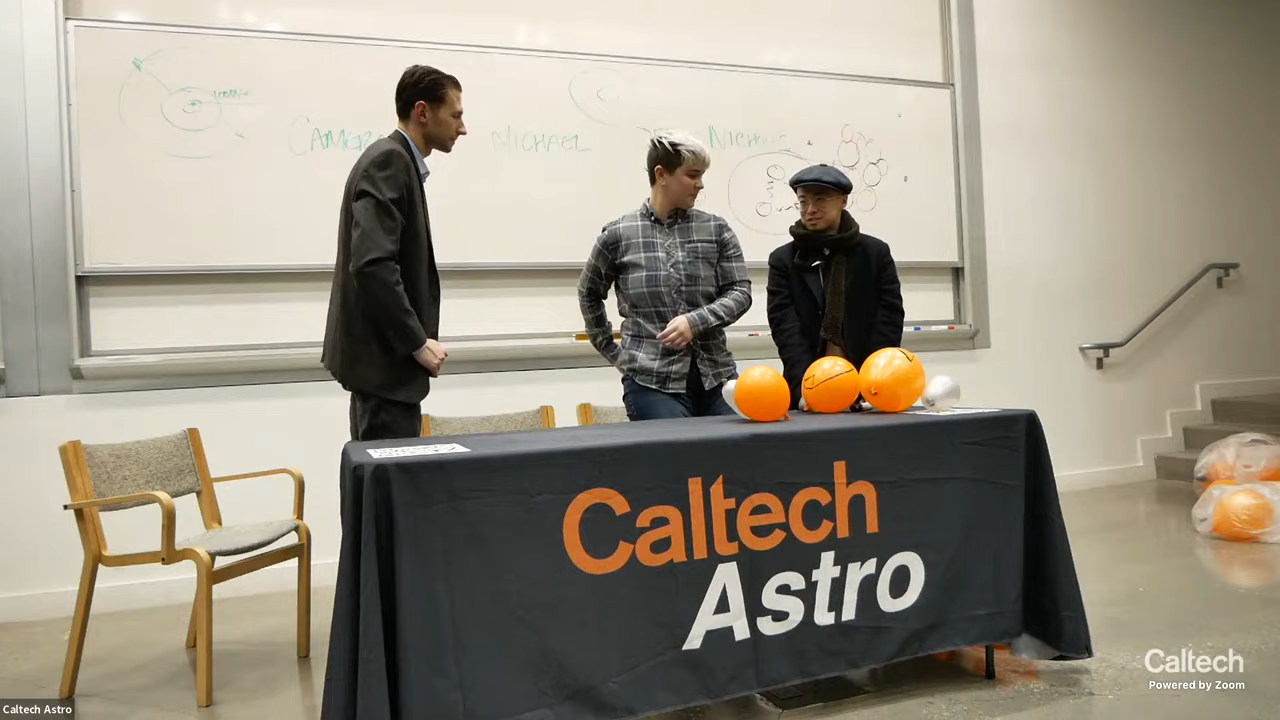 MICHAEL
Caltech
Astro
Caltech
Powered by Zoom
Caltech Astro